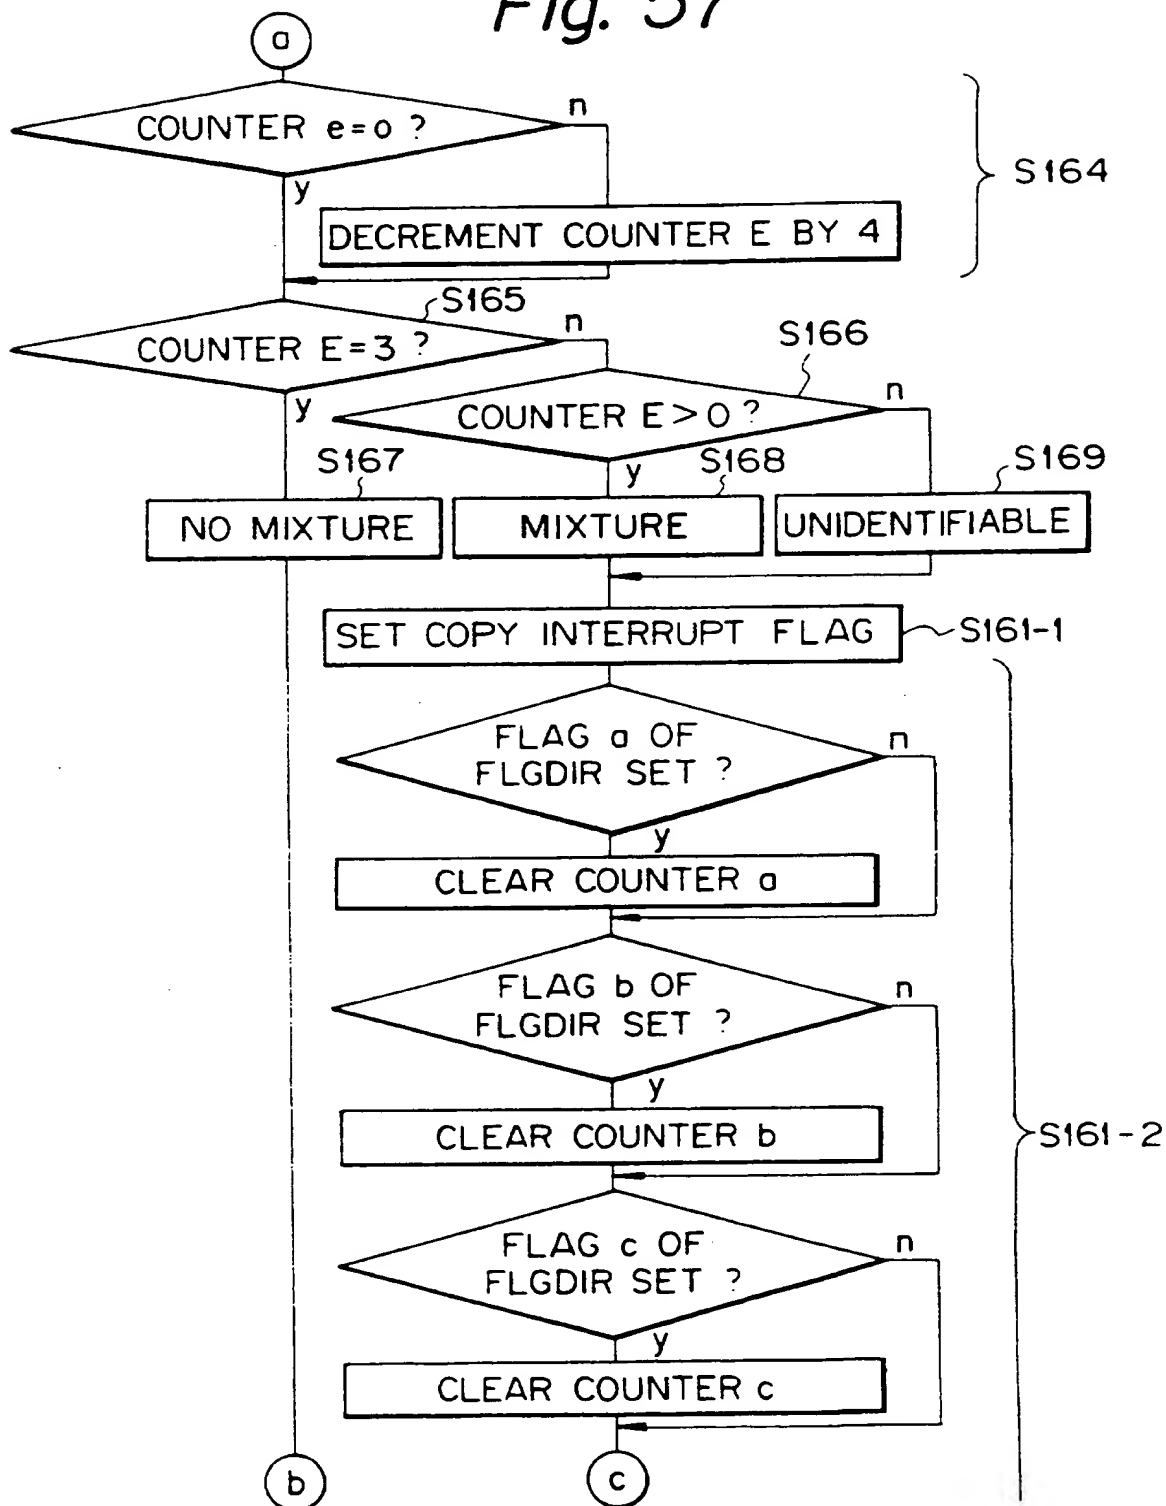 Fig. 57
a
COUNTER e=0 ?
n
S164
y
DECREMENT COUNTER E BY 4
S165
COUNTER E=3 ?
n
S166
y
COUNTER E>0 ?
n
S167
y
S168
S169
NO MIXTURE
MIXTURE
UNIDENTIFIABLE
SET COPY INTERRUPT FLAG
S161-1
FLAG a OF
FLGDIR SET ?
n
y
CLEAR COUNTER a
FLAG b OF
FLGDIR SET ?
n
y
CLEAR COUNTER b
S161-2
FLAG c OF
FLGDIR SET ?
n
y
CLEAR COUNTER c
b
c